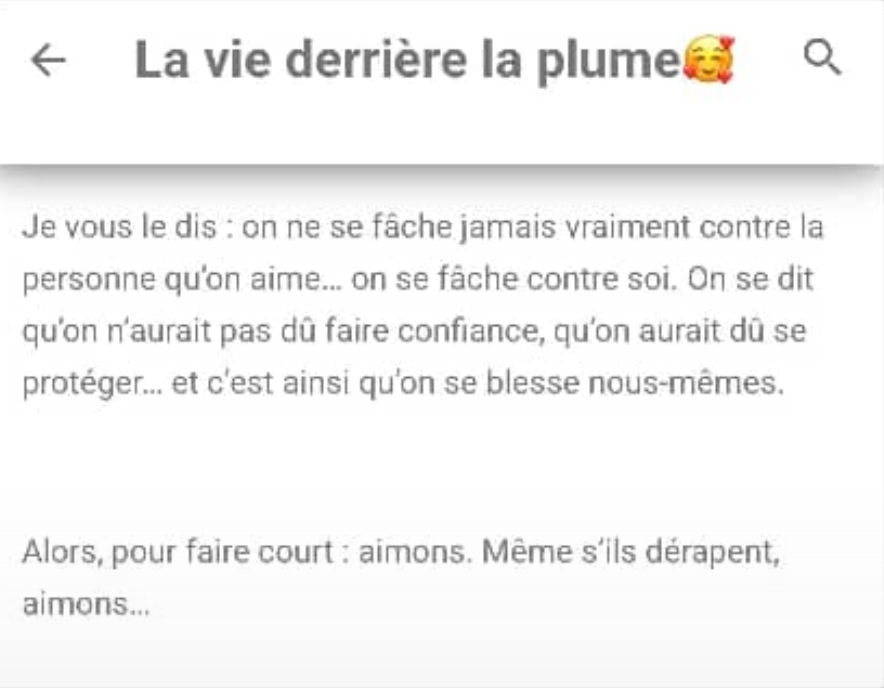 La vie derrière la plume🥰
Je vous le dis : on ne se fâche jamais vraiment contre la
personne qu'on aime... on se fâche contre soi. On se dit
qu'on n'aurait pas dû faire confiance, qu'on aurait dû se
protéger... et c'est ainsi qu'on se blesse nous-mêmes.
Alors, pour faire court : aimons. Même s'ils dérapent,
aimons...